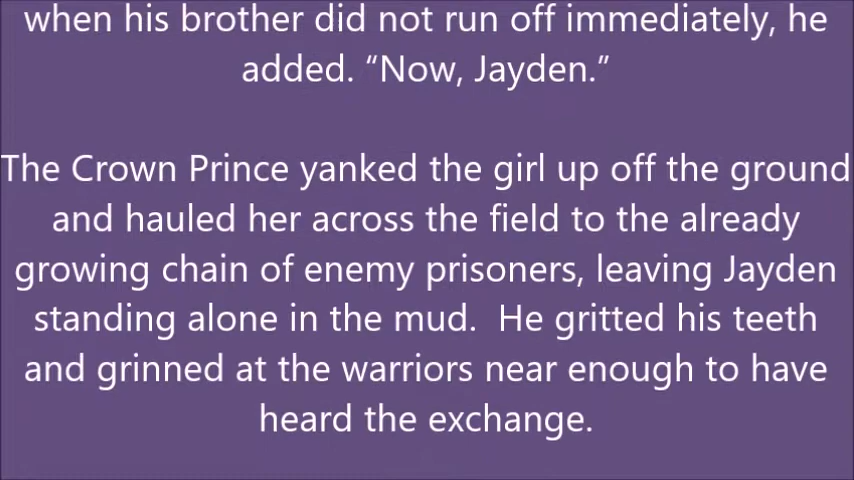 when his brother did not run off immediately, he
added. “Now, Jayden.”
The Crown Prince yanked the girl up off the ground
and hauled her across the field to the already
growing chain of enemy prisoners, leaving Jayden
standing alone in the mud.  He gritted his teeth
and grinned at the warriors near enough to have
heard the exchange.